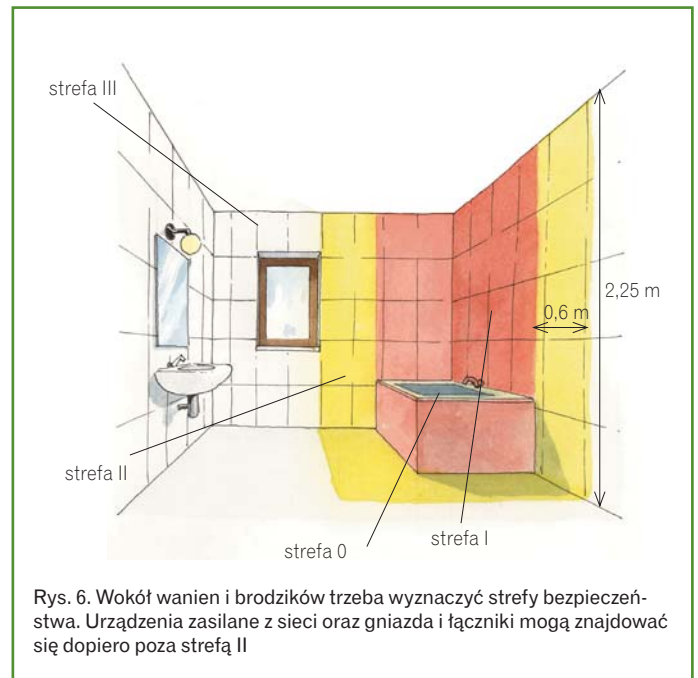 strefa III
2,25 m
0,6 m
strefa II
strefa I
strefa 0
Rys. 6. Wokół wanien i brodzików trzeba wyznaczyć strefy bezpieczeń-
stwa. Urządzenia zasilane z sieci oraz gniazda i łączniki mogą znajdować
się dopiero poza strefą II